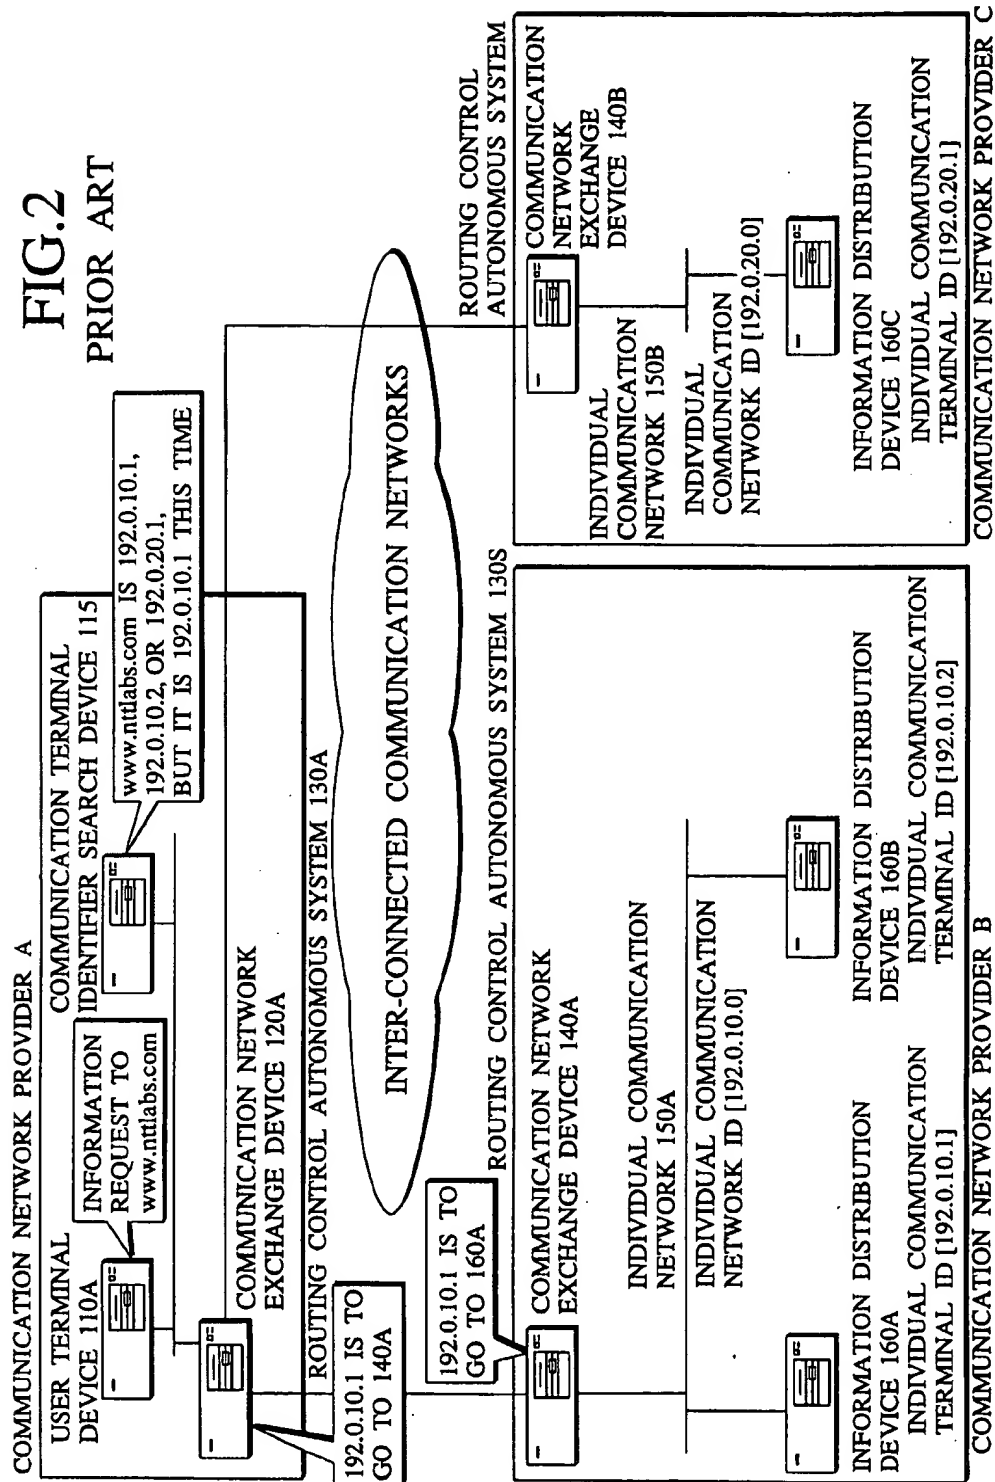 FIG.2
PRIOR ART
COMMUNICATION NETWORK PROVIDER A
USER TERMINAL
DEVICE 110A
INFORMATION
REQUEST TO
www.nttlabs.com
COMMUNICATION TERMINAL
IDENTIFIER SEARCH DEVICE 115
www.nttlabs.com IS 192.0.10.1,
192.0.10.2, OR 192.0.20.1,
BUT IT IS 192.0.10.1 THIS TIME
COMMUNICATION NETWORK
EXCHANGE DEVICE 120A
ROUTING CONTROL AUTONOMOUS SYSTEM 130A
192.0.10.1 IS TO
GO TO 140A
INTER-CONNECTED COMMUNICATION NETWORKS
192.0.10.1 IS TO
GO TO 160A
ROUTING CONTROL AUTONOMOUS SYSTEM 130S
COMMUNICATION NETWORK
EXCHANGE DEVICE 140A
INDIVIDUAL COMMUNICATION
NETWORK 150A
INDIVIDUAL COMMUNICATION
NETWORK ID [192.0.10.0]
INFORMATION DISTRIBUTION
DEVICE 160A
INDIVIDUAL COMMUNICATION
TERMINAL ID [192.0.10.1]
INFORMATION DISTRIBUTION
DEVICE 160B
INDIVIDUAL COMMUNICATION
TERMINAL ID [192.0.10.2]
COMMUNICATION NETWORK PROVIDER B
ROUTING CONTROL
AUTONOMOUS SYSTEM
COMMUNICATION
NETWORK
EXCHANGE
DEVICE 140B
INDIVIDUAL
COMMUNICATION
NETWORK 150B
INDIVIDUAL
COMMUNICATION
NETWORK ID [192.0.20.0]
INFORMATION DISTRIBUTION
DEVICE 160C
INDIVIDUAL COMMUNICATION
TERMINAL ID [192.0.20.1]
COMMUNICATION NETWORK PROVIDER C